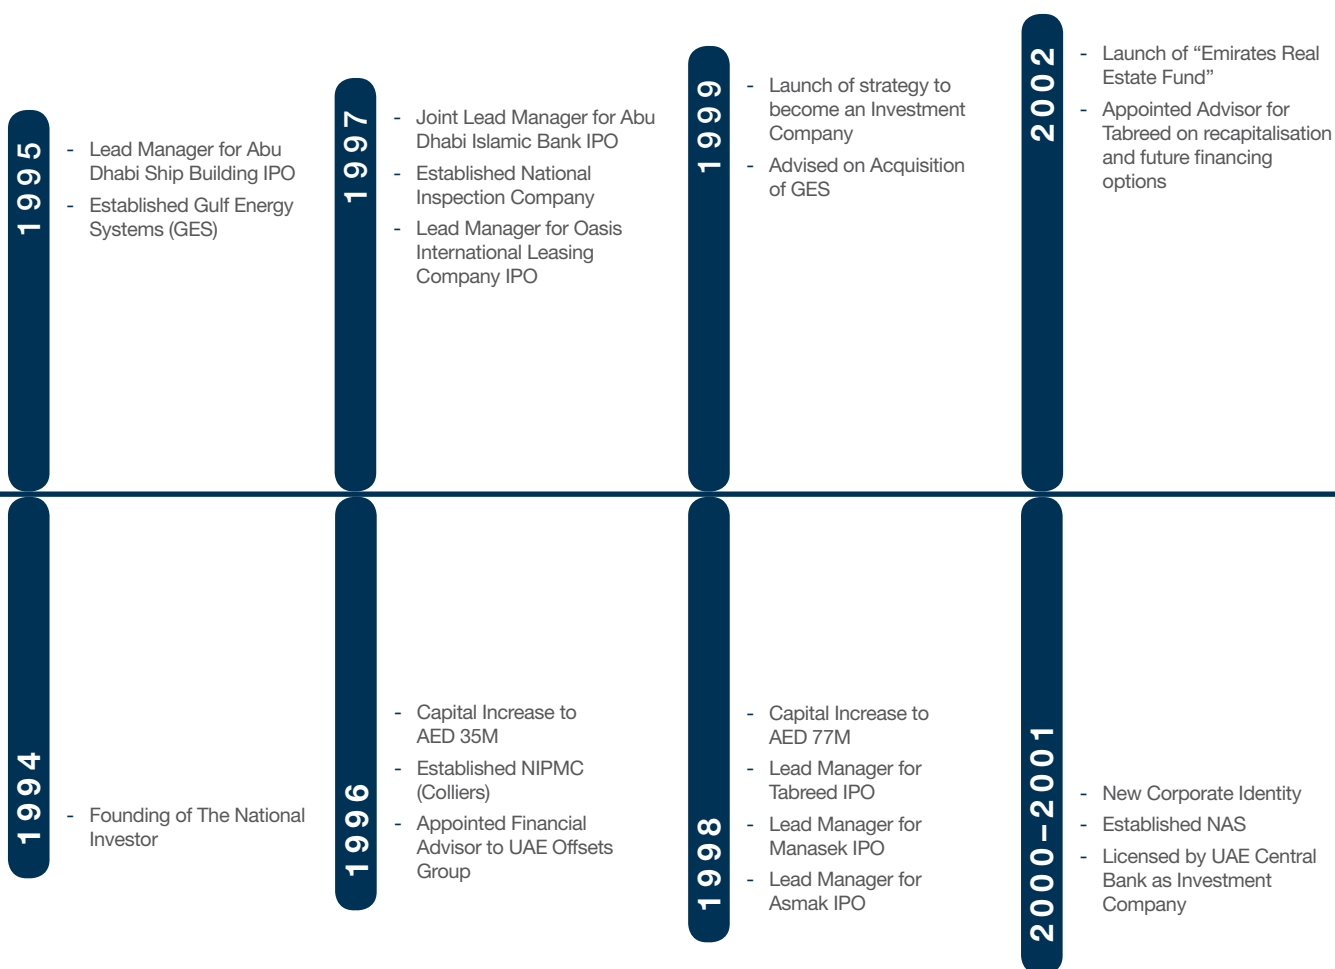 1995
- Lead Manager for Abu
Dhabi Ship Building IPO
- Established Gulf Energy
Systems (GES)
1997
- Joint Lead Manager for Abu
Dhabi Islamic Bank IPO
- Established National
Inspection Company
- Lead Manager for Oasis
International Leasing
Company IPO
1999
- Launch of strategy to
become an Investment
Company
- Advised on Acquisition
of GES
2002
- Launch of “Emirates Real
Estate Fund”
- Appointed Advisor for
Tabreed on recapitalisation
and future financing
options
1994
- Founding of The National
Investor
1996
- Capital Increase to
AED 35M
- Established NIPMC
(Colliers)
- Appointed Financial
Advisor to UAE Offsets
Group
1998
- Capital Increase to
AED 77M
- Lead Manager for
Tabreed IPO
- Lead Manager for
Manasek IPO
- Lead Manager for
Asmak IPO
2000–2001
- New Corporate Identity
- Established NAS
- Licensed by UAE Central
Bank as Investment
Company